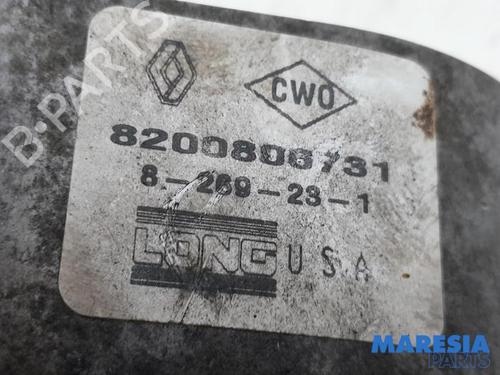 CWO
8200806731
8-269-23-1
LONG USA
B-PARTS
MARESIA
PARTS